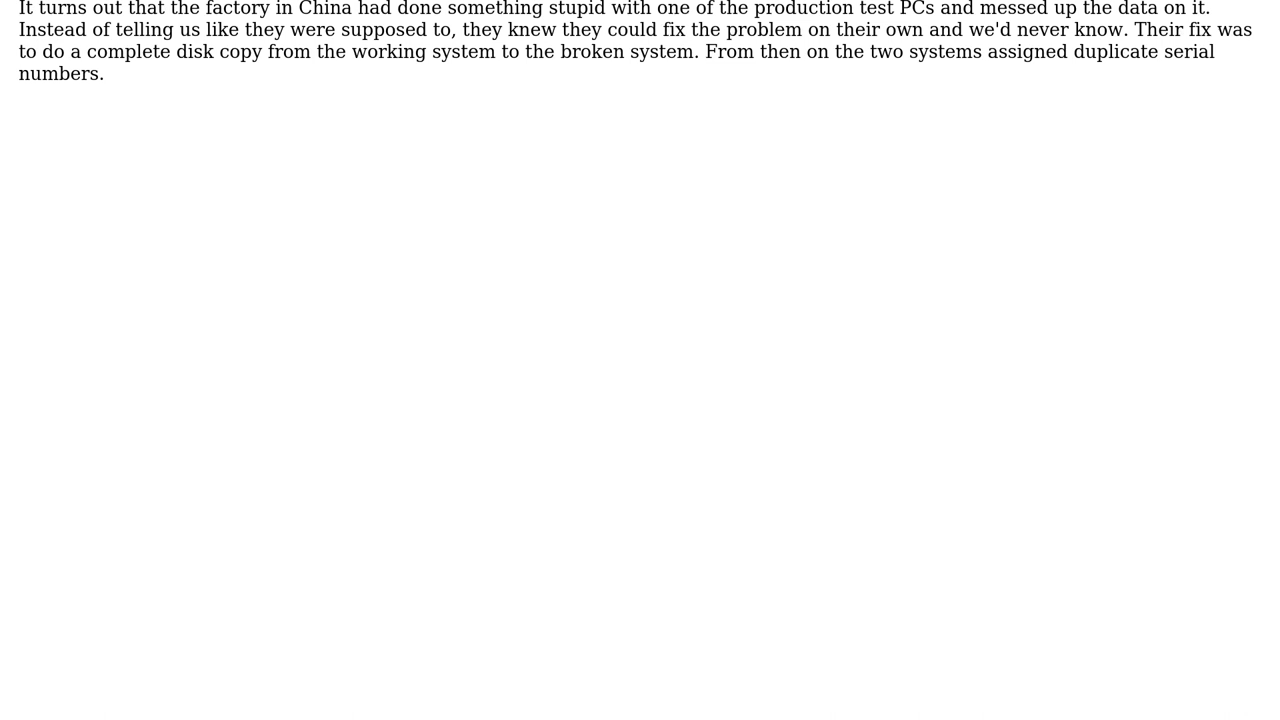 It turns out that the factory in China had done something stupid with one of the production test PCs and messed up the data on it.
Instead of telling us like they were supposed to, they knew they could fix the problem on their own and we'd never know. Their fix was
to do a complete disk copy from the working system to the broken system. From then on the two systems assigned duplicate serial
numbers.